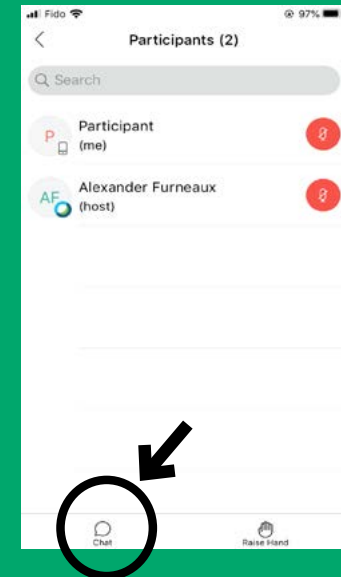 Fido 97%
Participants (2)
Search
P Participant
(me)
AF Alexander Furneaux
(host)
Chat Raise Hand